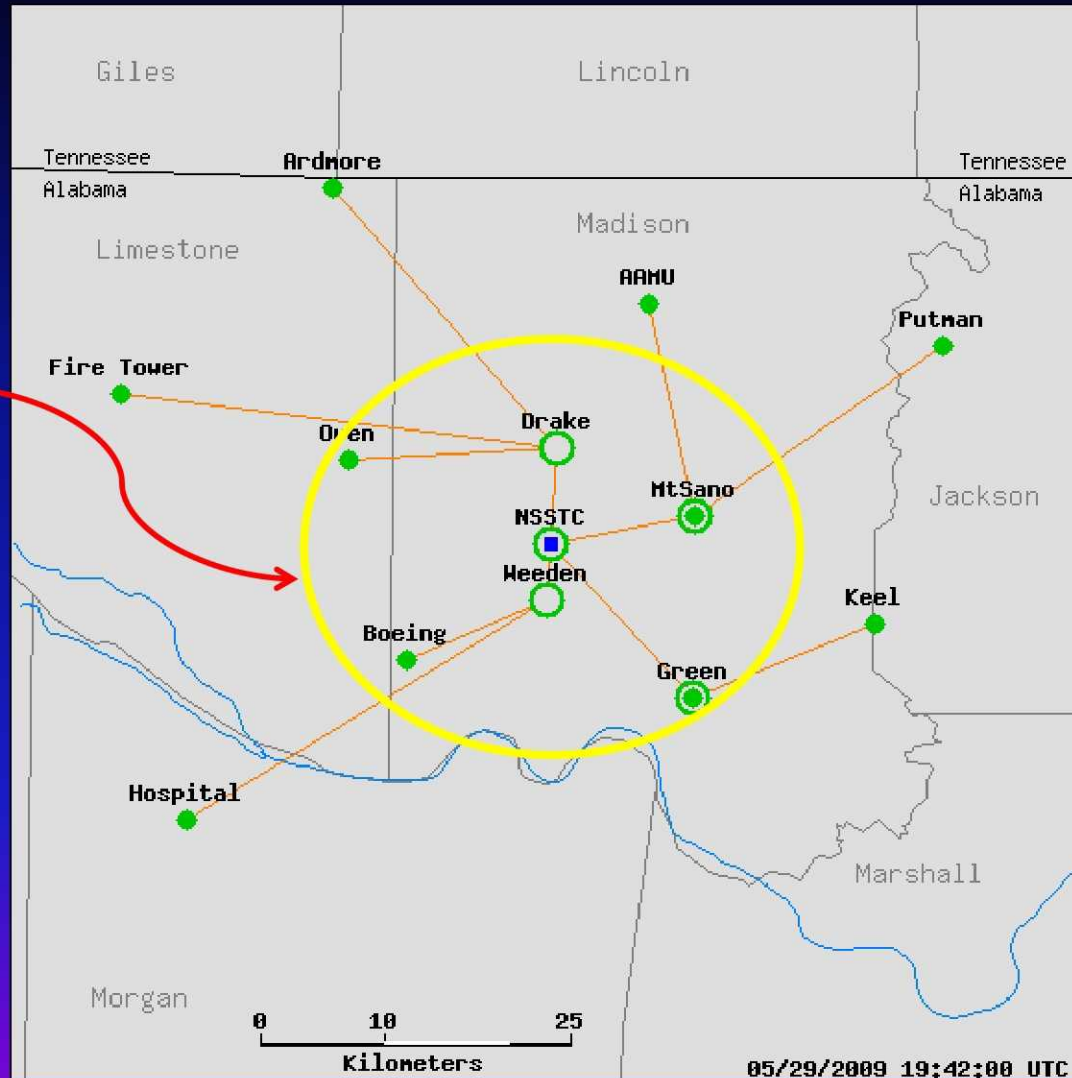 Giles
Lincoln
Tennessee
Ardmore
Tennessee
Alabama
Alabama
Limestone
Madison
AAMU
Putman
Fire Tower
Drake
Owen
MtSano
Jackson
NSSTC
Weeden
Keel
Boeing
Green
Hospital
Marshall
Morgan
0 10 25
Kilometers
05/29/2009 19:42:00 UTC